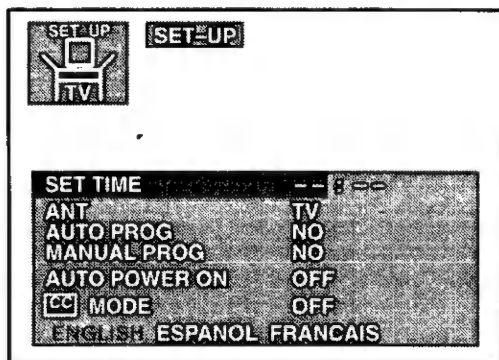 SET UP
TV
SET-UP
SET TIME -- : --
ANT TV
AUTO PROG NO
MANUAL PROG NO
AUTO POWER ON OFF
CC MODE OFF
ENGLISH ESPANOL FRANCAIS